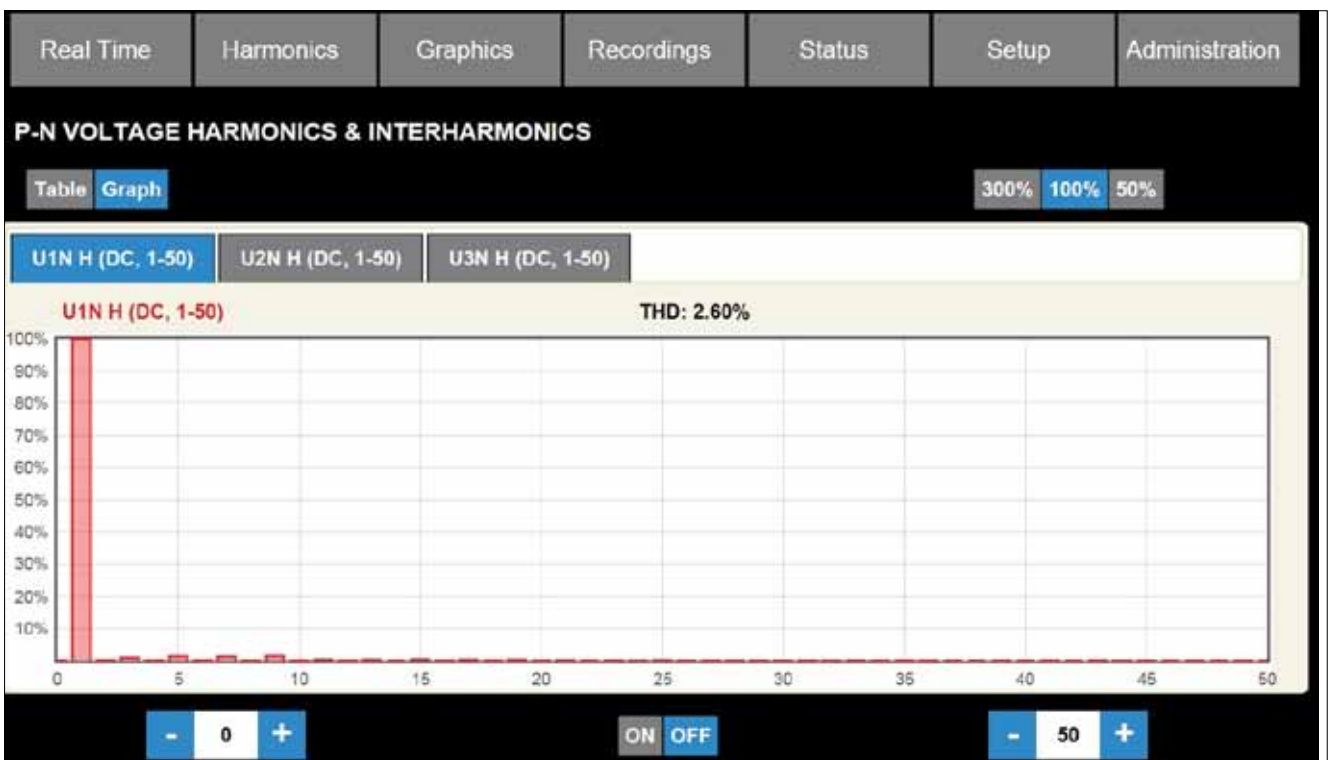 Real Time Harmonics Graphics Recordings Status Setup Administration
P-N VOLTAGE HARMONICS & INTERHARMONICS
Table Graph 300% 100% 50%
U1N H (DC, 1-50) U2N H (DC, 1-50) U3N H (DC, 1-50)
U1N H (DC, 1-50) THD: 2.60%
100%
90%
80%
70%
60%
50%
40%
30%
20%
10%
0 5 10 15 20 25 30 35 40 45 50
- 0 + ON OFF - 50 +